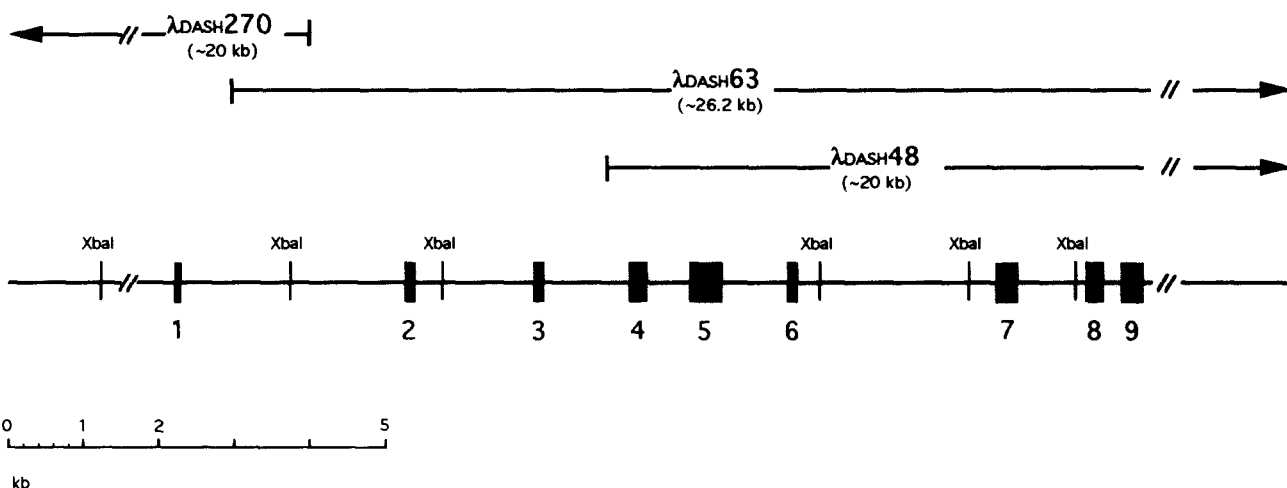 λDASH270
(~20 kb)
λDASH63
(~26.2 kb)
λDASH48
(~20 kb)
XbaI XbaI XbaI XbaI XbaI XbaI
1 2 3 4 5 6 7 8 9
0 1 2 5
kb